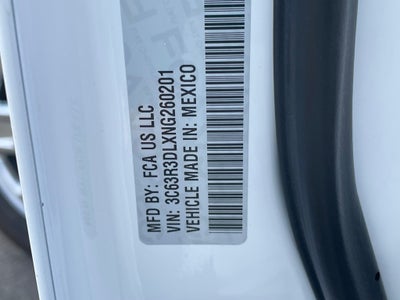 MFD BY: FCA US LLC
VIN: 3C63R3DLXNG260201
VEHICLE MADE IN: MEXICO